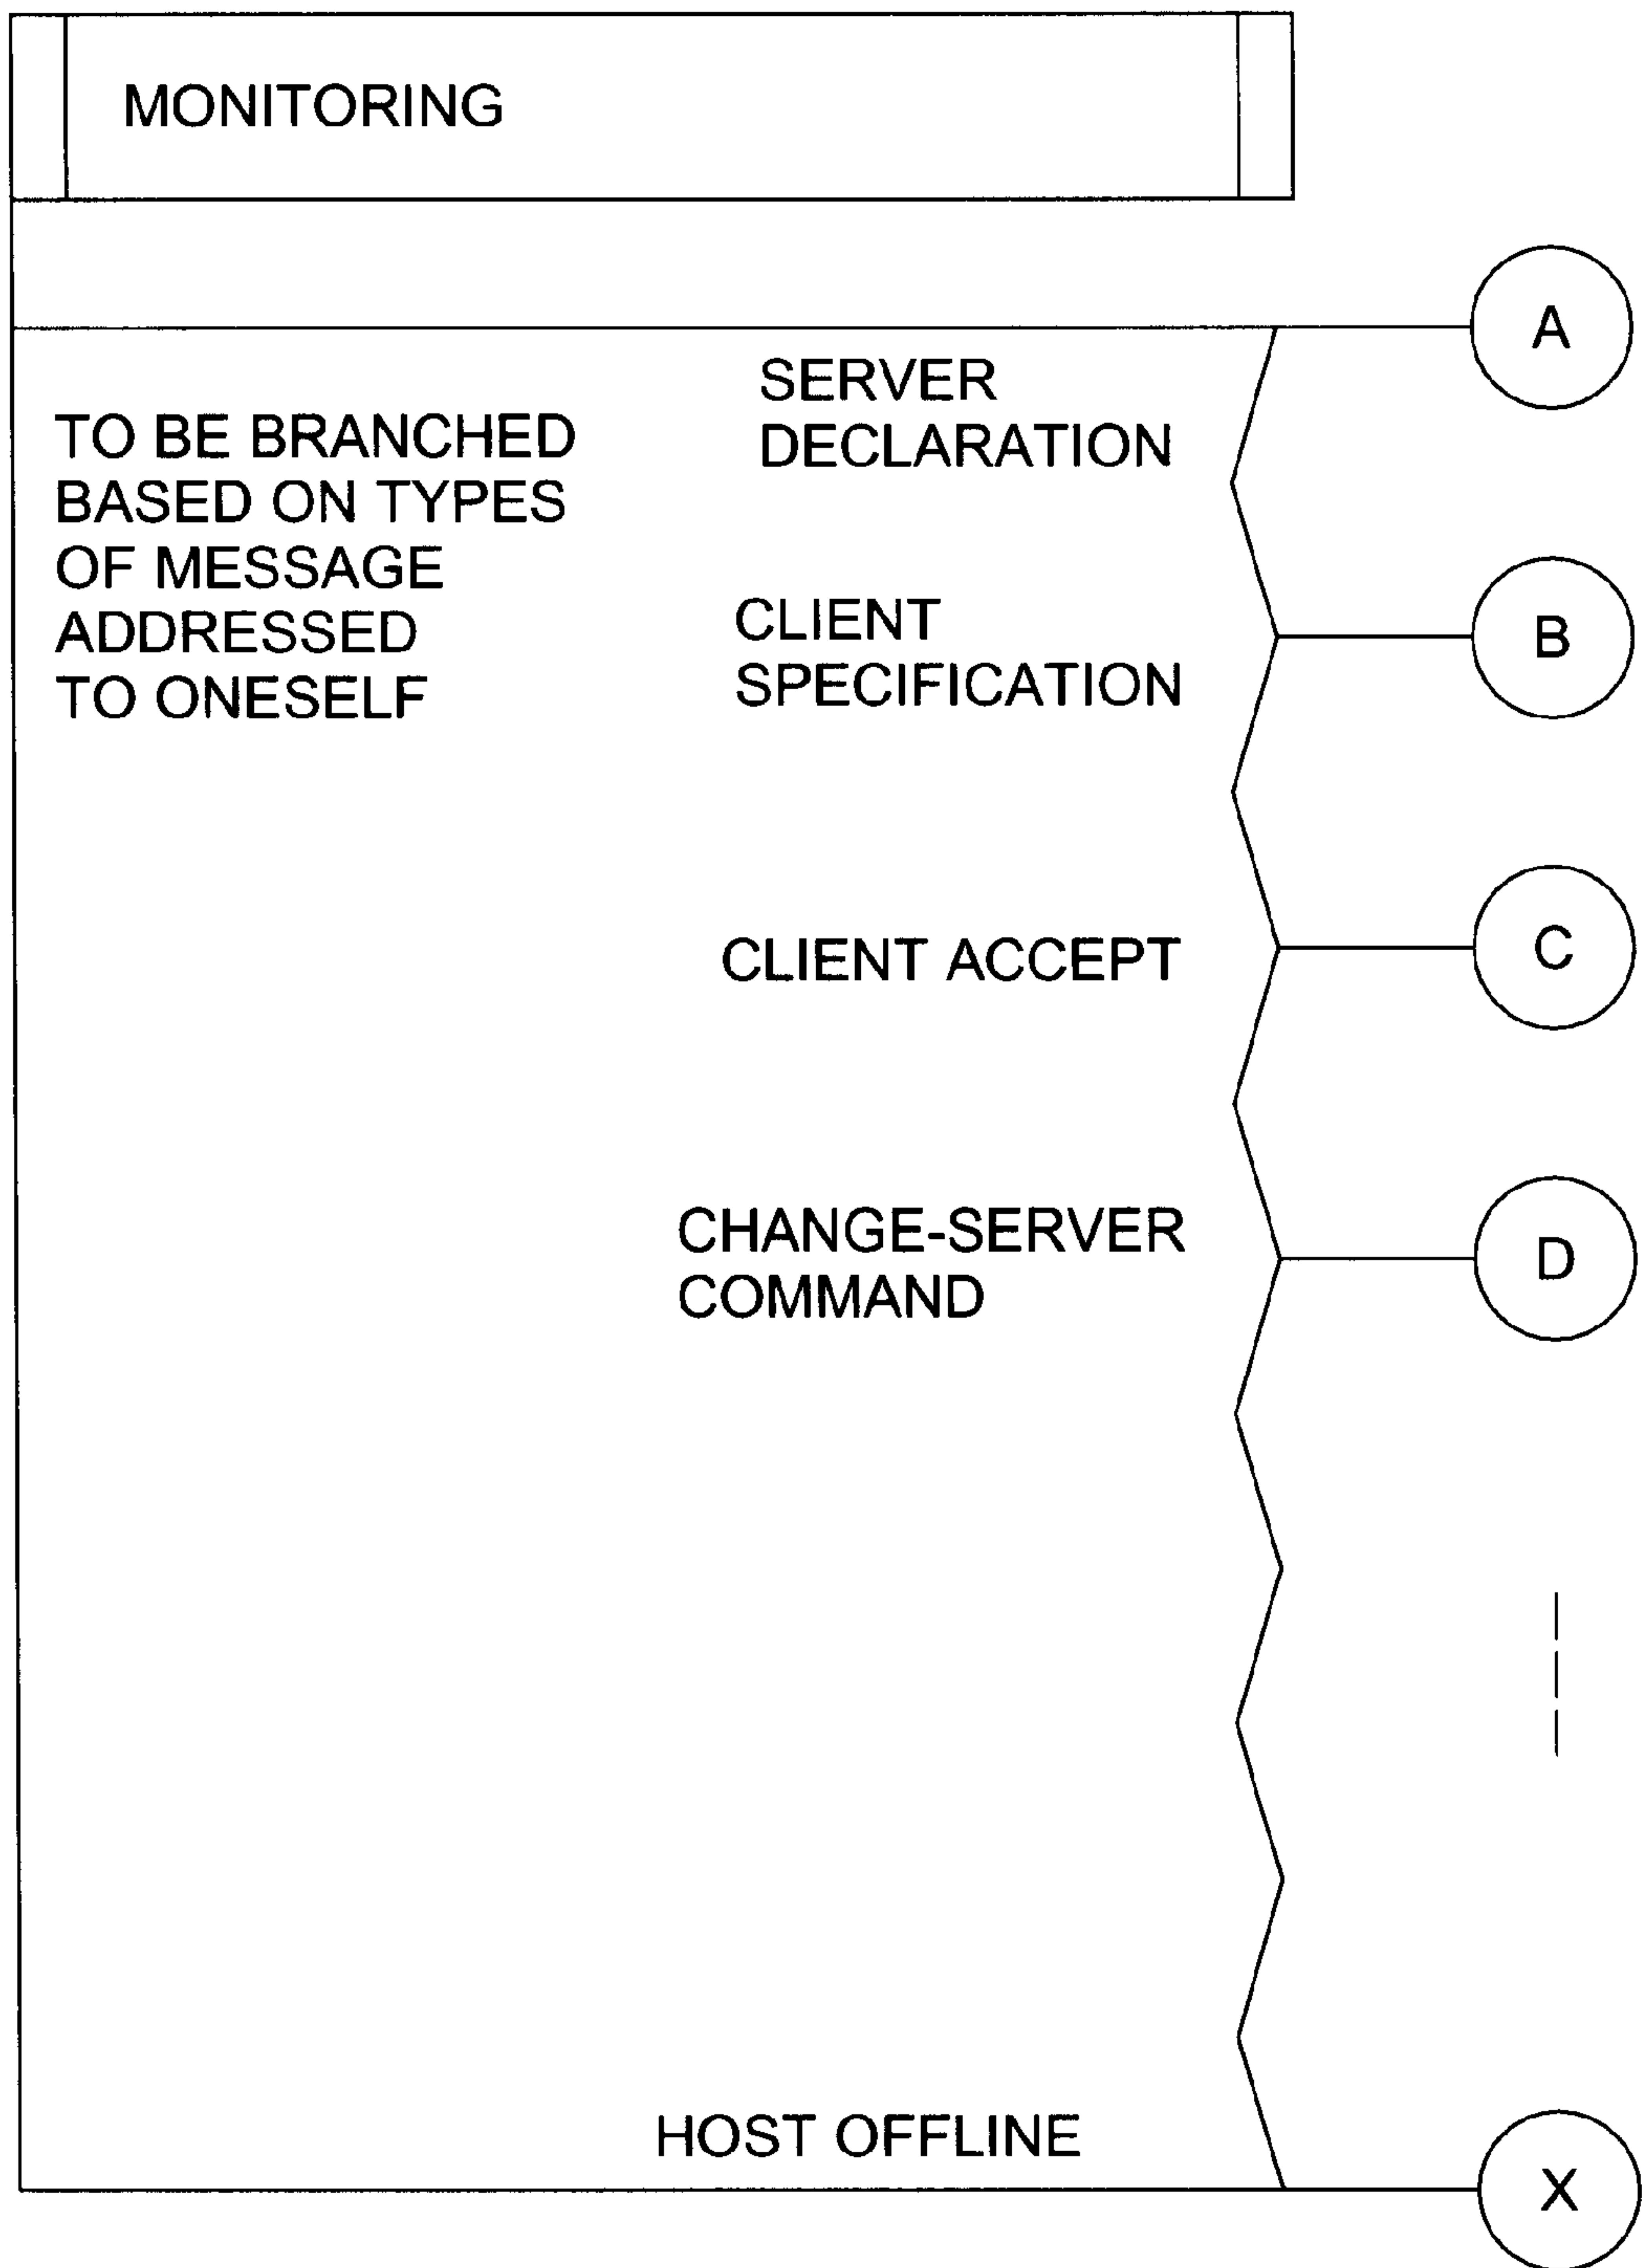 MONITORING
A
SERVER
DECLARATION
TO BE BRANCHED
BASED ON TYPES
OF MESSAGE
ADDRESSED
TO ONESELF
CLIENT
SPECIFICATION
B
CLIENT ACCEPT
C
CHANGE-SERVER
COMMAND
D
HOST OFFLINE
X